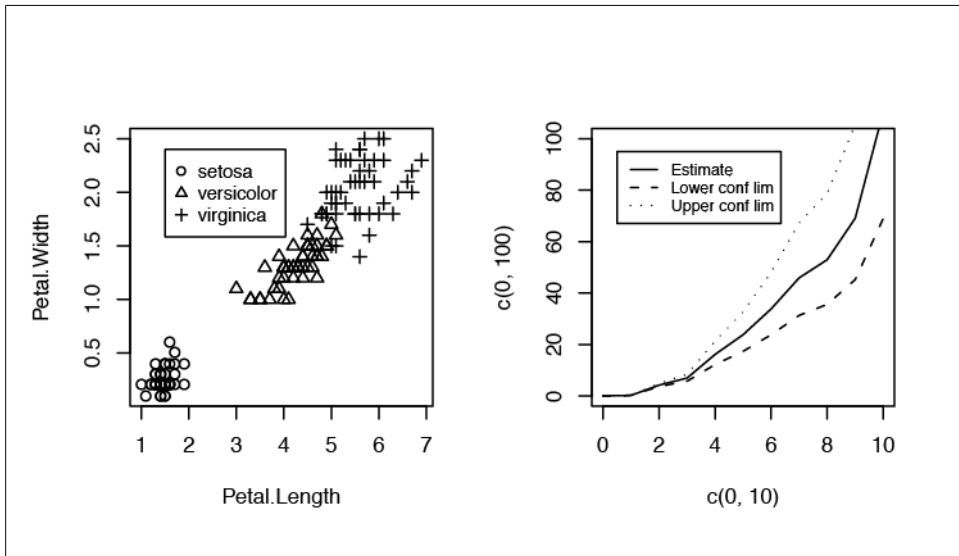 Petal.Width
0.5
1.0
1.5
2.0
2.5
setosa
versicolor
virginica
1 2 3 4 5 6 7
Petal.Length
c(0, 100)
0
20
40
60
80
100
Estimate
Lower conf lim
Upper conf lim
0 2 4 6 8 10
c(0, 10)